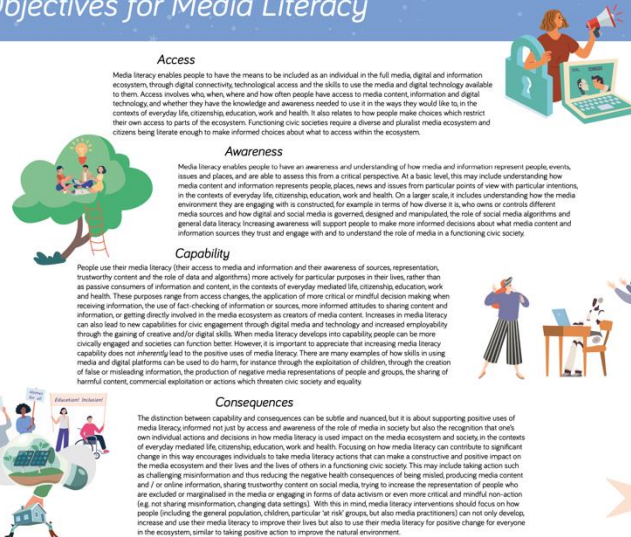 Objectives for Media Literacy
Access
Media literacy enables people to have the means to be included as an individual in the full media, digital and information
ecosystem, through digital connectivity, technological access and the skills to use the media and digital technology available
to them. Access involves who, when, where and how often people have access to media content, information and digital
technology, and whether they have the knowledge and awareness needed to use it in the ways they would like to, in the
contexts of everyday life, citizenship, education, work and health. It also relates to how people make choices which restrict
their own access to parts of the ecosystem. Functioning civic societies require a diverse and pluralist media ecosystem and
citizens being literate enough to make informed choices about what to access within the ecosystem.
Awareness
Media literacy enables people to have an awareness and understanding of how media and information represent people, events,
issues and places, and are able to assess this from a critical perspective. At a basic level, this may include understanding how
media content and information represents people, places, news and issues from particular points of view with particular intentions,
in the contexts of everyday life, citizenship, education, work and health. On a larger scale, it includes understanding how the media
environment they are engaging with is constructed, for example in terms of how diverse it is, who owns or controls different
media sources and how digital and social media is governed, designed and manipulated, the role of social media algorithms and
general data literacy. Increasing awareness will support people to make more informed decisions about what media content and
information sources they trust and engage with and to understand the role of media in a functioning civic society.
Capability
People use their media literacy (their access to media and information and their awareness of sources, representation,
trustworthy content and the role of data and algorithms) more actively for particular purposes in their lives, rather than
as passive consumers of information and content, in the contexts of everyday mediated life, citizenship, education, work
and health. These purposes range from access changes, the application of more critical or mindful decision making when
receiving information, the use of fact-checking of information or sources, more informed attitudes to sharing content and
information, or getting directly involved in the media ecosystem as creators of media content. Increases in media literacy
can also lead to new capabilities for civic engagement through digital media and technology and increased employability
through the gaining of creative and/or digital skills. When media literacy develops into capability, people can be more
civically engaged and societies can function better. However, it is important to appreciate that increasing media literacy
capability does not inherently lead to the positive uses of media literacy. There are many examples of how skills in using
media and digital platforms can be used to do harm, for instance through the exploitation of children, through the creation
of false or misleading information, the production of negative media representations of people and groups, the sharing of
harmful content, commercial exploitation or actions which threaten civic society and equality.
Education! Inclusion!
Consequences
The distinction between capability and consequences can be subtle and nuanced, but it is about supporting positive uses of
media literacy, informed not just by access and awareness of the role of media in society but also the recognition that one's
own individual actions and decisions in how media literacy is used impact on the media ecosystem and society, in the contexts
of everyday mediated life, citizenship, education, work and health. Focusing on how media literacy can contribute to significant
change in this way encourages individuals to take media literacy actions that can make a constructive and positive impact on
the media ecosystem and their lives and the lives of others in a functioning civic society. This may include taking action such
as challenging misinformation and thus reducing the negative health consequences of being misled, producing media content
and / or online information, sharing trustworthy content on social media, trying to increase the representation of people who
are excluded or marginalised in the media or engaging in forms of data activism or even more critical and mindful non-action
(e.g. not sharing misinformation, changing data settings). With this in mind, media literacy interventions should focus on how
people (including the general population, children, particular 'at risk' groups, but also media practitioners) can not only develop,
increase and use their media literacy to improve their lives but also to use their media literacy for positive change for everyone
in the ecosystem, similar to taking positive action to improve the natural environment.